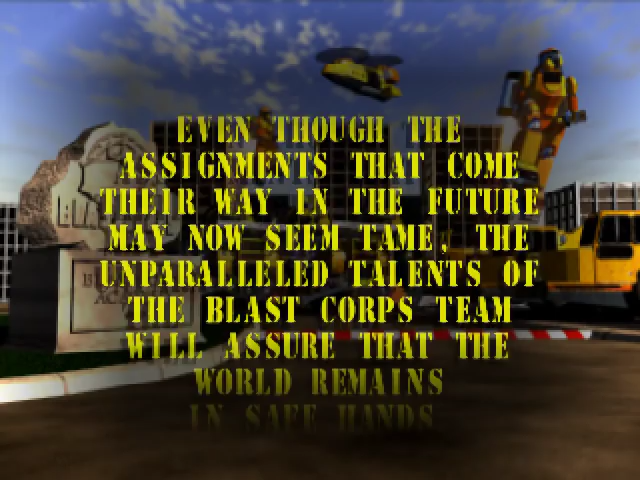 EVEN THOUGH THE
ASSIGNMENTS THAT COME
THEIR WAY IN THE FUTURE
MAY NOW SEEM TAME, THE
UNPARALLELED TALENTS OF
THE BLAST CORPS TEAM
WILL ASSURE THAT THE
WORLD REMAINS
IN SAFE HANDS